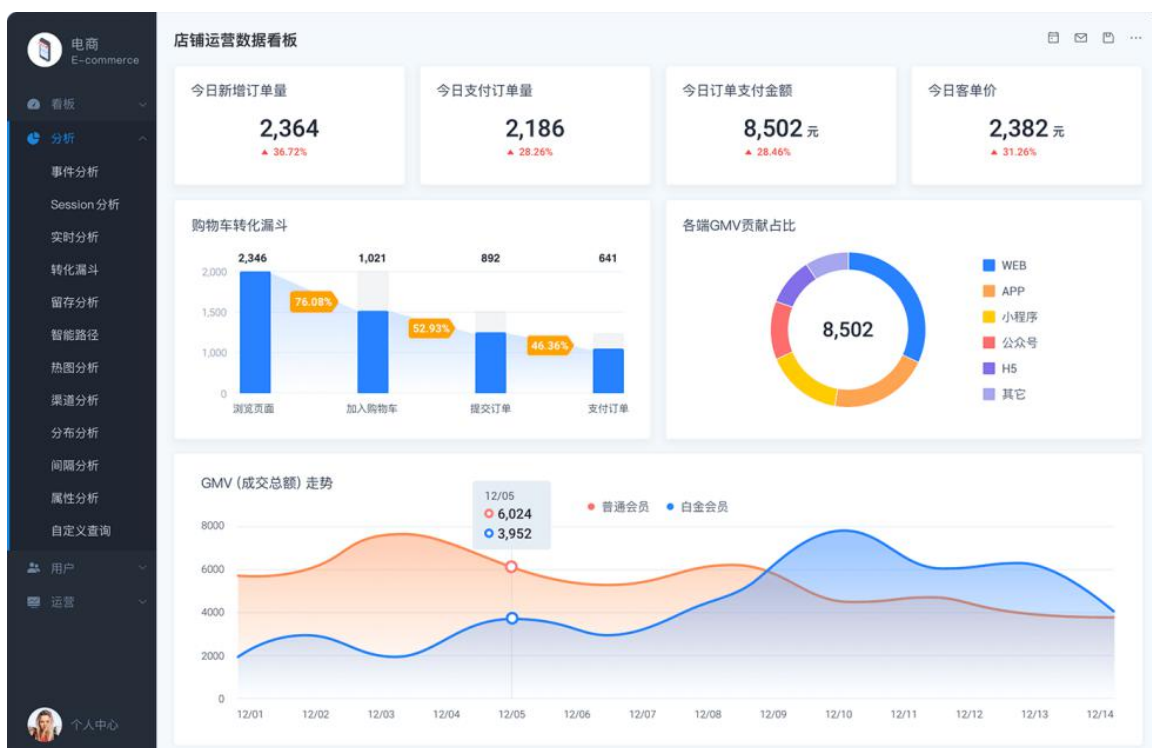 电商
E-commerce
看板
分析
事件分析
Session 分析
实时分析
转化漏斗
留存分析
智能路径
热图分析
渠道分析
分布分析
间隔分析
属性分析
自定义查询
用户
运营
个人中心
店铺运营数据看板
今日新增订单量
2,364
36.72%
今日支付订单量
2,186
28.26%
今日订单支付金额
8,502 元
28.46%
今日客单价
2,382 元
31.26%
购物车转化漏斗
2,346 1,021 892 641
2,000
1,500
1,000
0
76.08%
52.93%
46.36%
浏览页面 加入购物车 提交订单 支付订单
各端GMV贡献占比
8,502
WEB
APP
小程序
公众号
H5
其它
GMV (成交总额) 走势
12/05
6,024
3,952
普通会员 白金会员
8000
6000
4000
2000
0
12/01 12/02 12/03 12/04 12/05 12/06 12/07 12/08 12/09 12/10 12/11 12/12 12/13 12/14